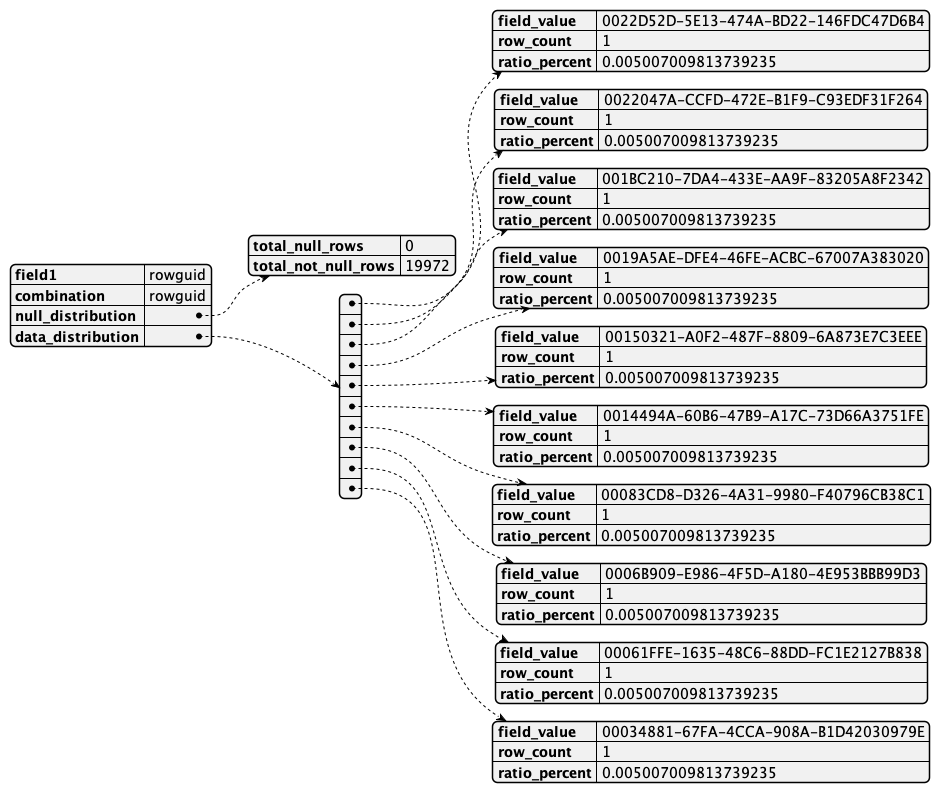 field1 rowguid
combination rowguid
null_distribution
data_distribution
total_null_rows 0
total_not_null_rows 19972
field_value 0022D52D-5E13-474A-BD22-146FDC47D6B4
row_count 1
ratio_percent 0.005007009813739235
field_value 0022047A-CCFD-472E-B1F9-C93EDF31F264
row_count 1
ratio_percent 0.005007009813739235
field_value 001BC210-7DA4-433E-AA9F-83205A8F2342
row_count 1
ratio_percent 0.005007009813739235
field_value 0019A5AE-DFE4-46FE-ACBC-67007A383020
row_count 1
ratio_percent 0.005007009813739235
field_value 00150321-A0F2-487F-8809-6A873E7C3EEE
row_count 1
ratio_percent 0.005007009813739235
field_value 0014494A-60B6-47B9-A17C-73D66A3751FE
row_count 1
ratio_percent 0.005007009813739235
field_value 00083CD8-D326-4A31-9980-F40796CB38C1
row_count 1
ratio_percent 0.005007009813739235
field_value 0006B909-E986-4F5D-A180-4E953BBB99D3
row_count 1
ratio_percent 0.005007009813739235
field_value 00061FFE-1635-48C6-88DD-FC1E2127B838
row_count 1
ratio_percent 0.005007009813739235
field_value 00034881-67FA-4CCA-908A-B1D42030979E
row_count 1
ratio_percent 0.005007009813739235